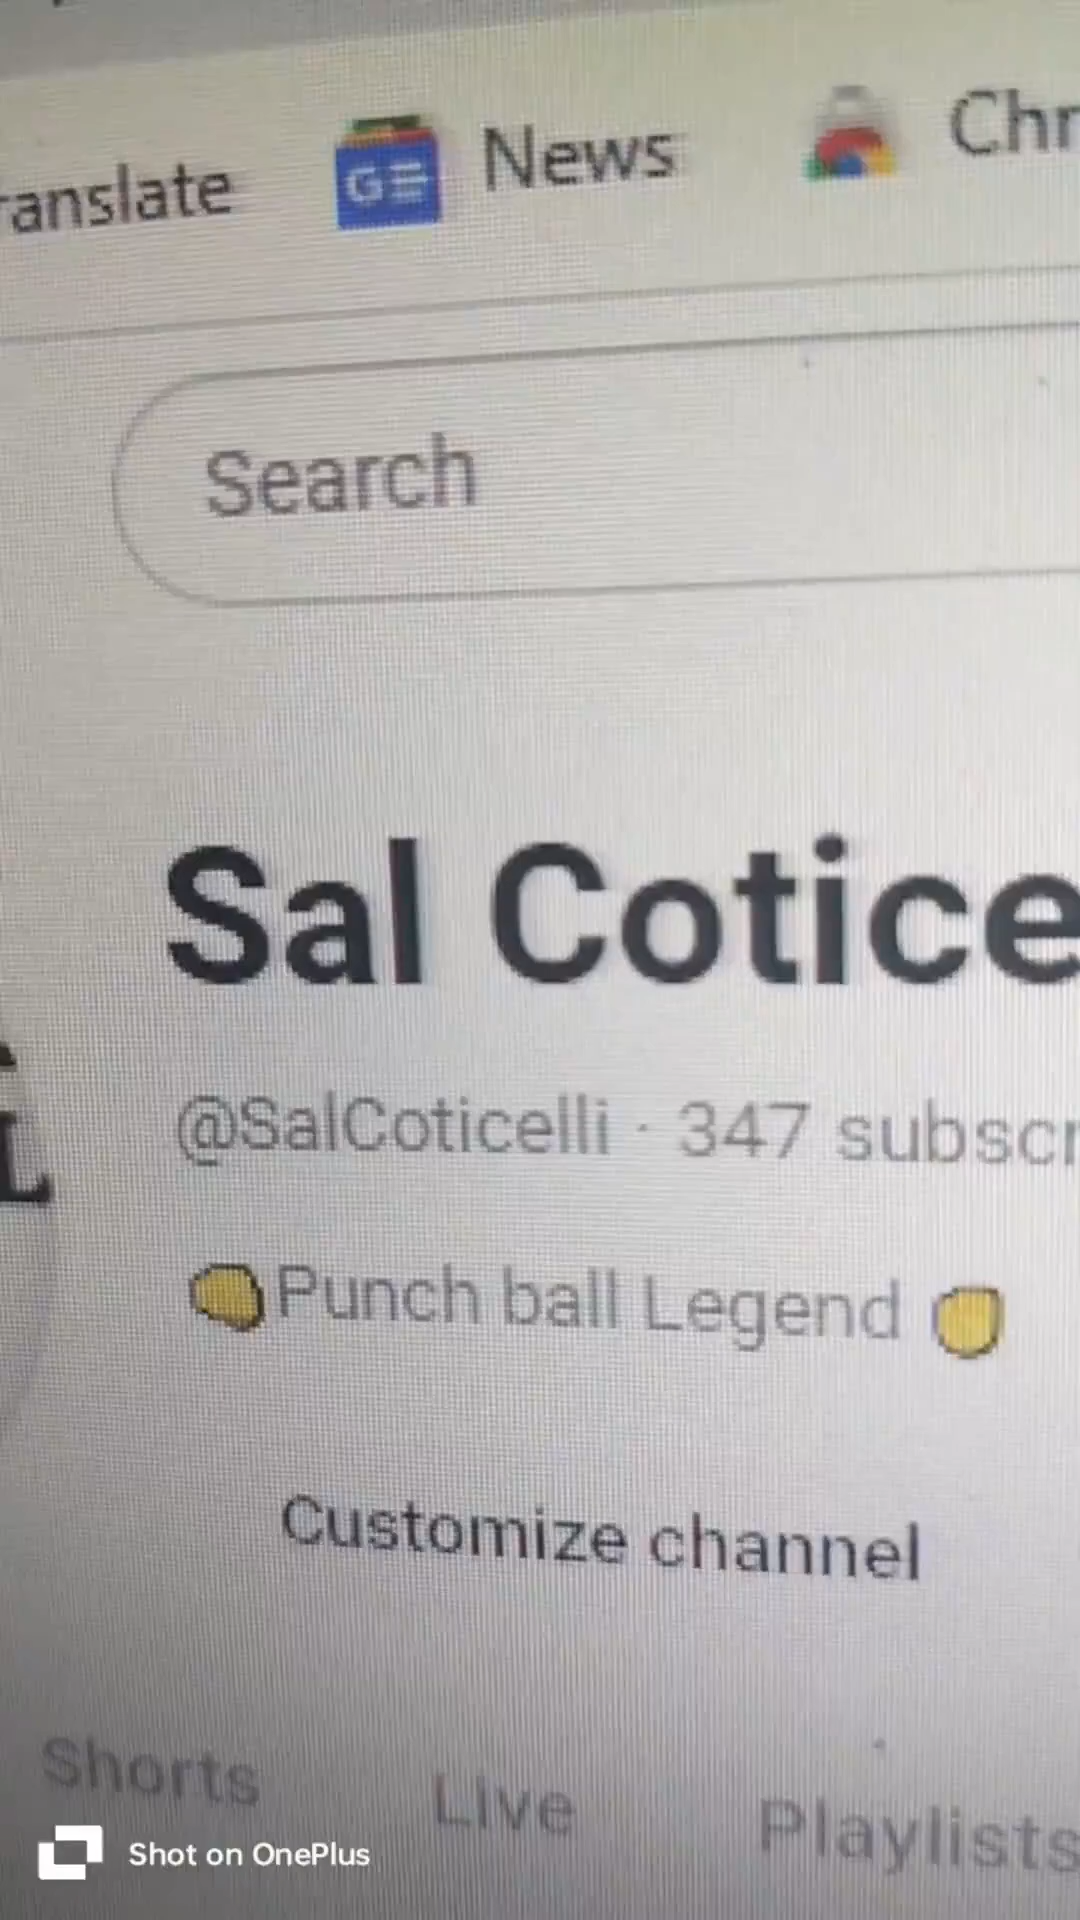 ranslate News Chr
Search
Sal Cotice
@SalCoticelli · 347 subscr
Punch ball Legend
Customize channel
Shorts Live Playlists
Shot on OnePlus